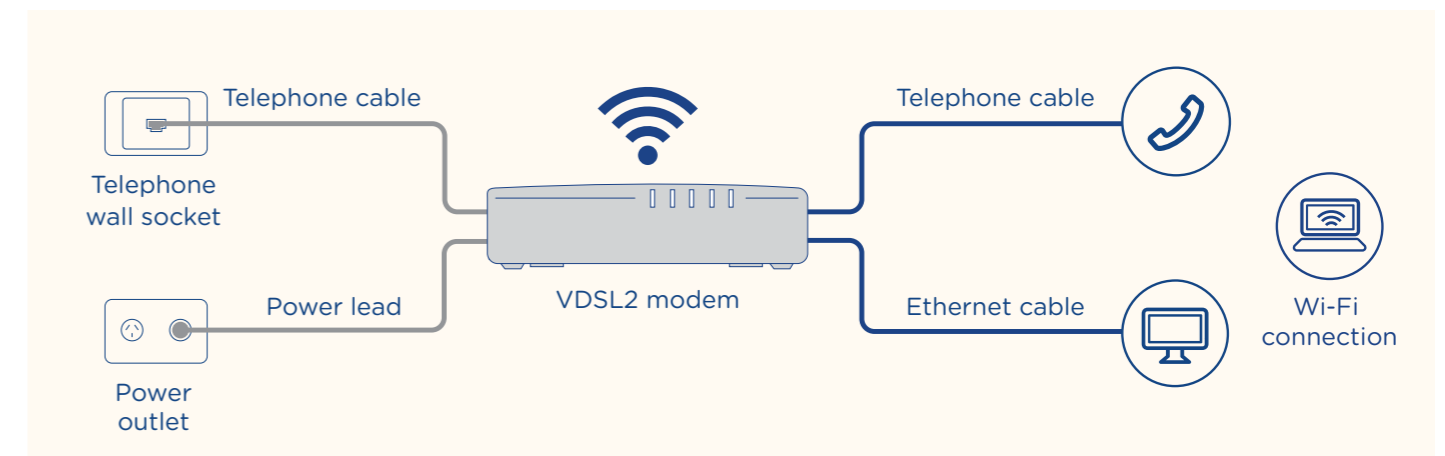 Telephone cable
Telephone
wall socket
Power lead
Power
outlet
VDSL2 modem
Telephone cable
Ethernet cable
Wi-Fi
connection